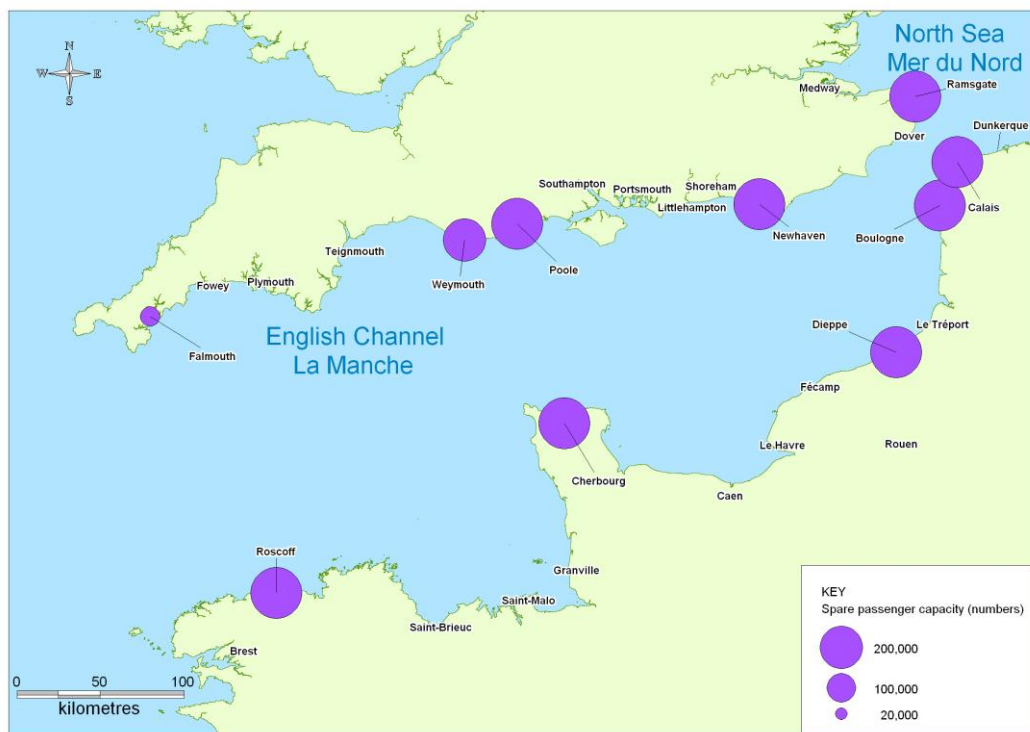 North Sea
Mer du Nord
N
W E
S
Medway
Ramsgate
Dover
Dunkerque
Southampton
Portsmouth
Shoreham
Littlehampton
Calais
Newhaven
Boulogne
Teignmouth
Poole
Weymouth
Fowey
Plymouth
Falmouth
English Channel
La Manche
Dieppe
Le Tréport
Fécamp
Le Havre
Rouen
Cherbourg
Caen
Roscoff
Granville
Saint-Malo
Saint-Brieuc
Brest
0 50 100
kilometres
KEY
Spare passenger capacity (numbers)
200,000
100,000
20,000